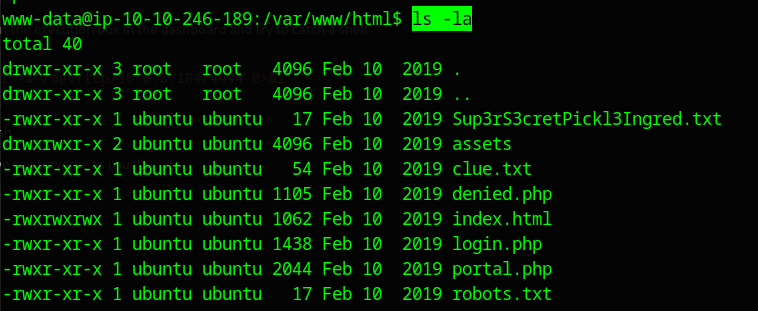 www-data@ip-10-10-246-189:/var/www/html$ ls -la
total 40
drwxr-xr-x 3 root   root   4096 Feb 10  2019 .
drwxr-xr-x 3 root   root   4096 Feb 10  2019 ..
-rwxr-xr-x 1 ubuntu ubuntu   17 Feb 10  2019 Sup3rS3cretPickl3Ingred.txt
drwxrwxr-x 2 ubuntu ubuntu 4096 Feb 10  2019 assets
-rwxr-xr-x 1 ubuntu ubuntu   54 Feb 10  2019 clue.txt
-rwxr-xr-x 1 ubuntu ubuntu 1105 Feb 10  2019 denied.php
-rwxrwxrwx 1 ubuntu ubuntu 1062 Feb 10  2019 index.html
-rwxr-xr-x 1 ubuntu ubuntu 1438 Feb 10  2019 login.php
-rwxr-xr-x 1 ubuntu ubuntu 2044 Feb 10  2019 portal.php
-rwxr-xr-x 1 ubuntu ubuntu   17 Feb 10  2019 robots.txt